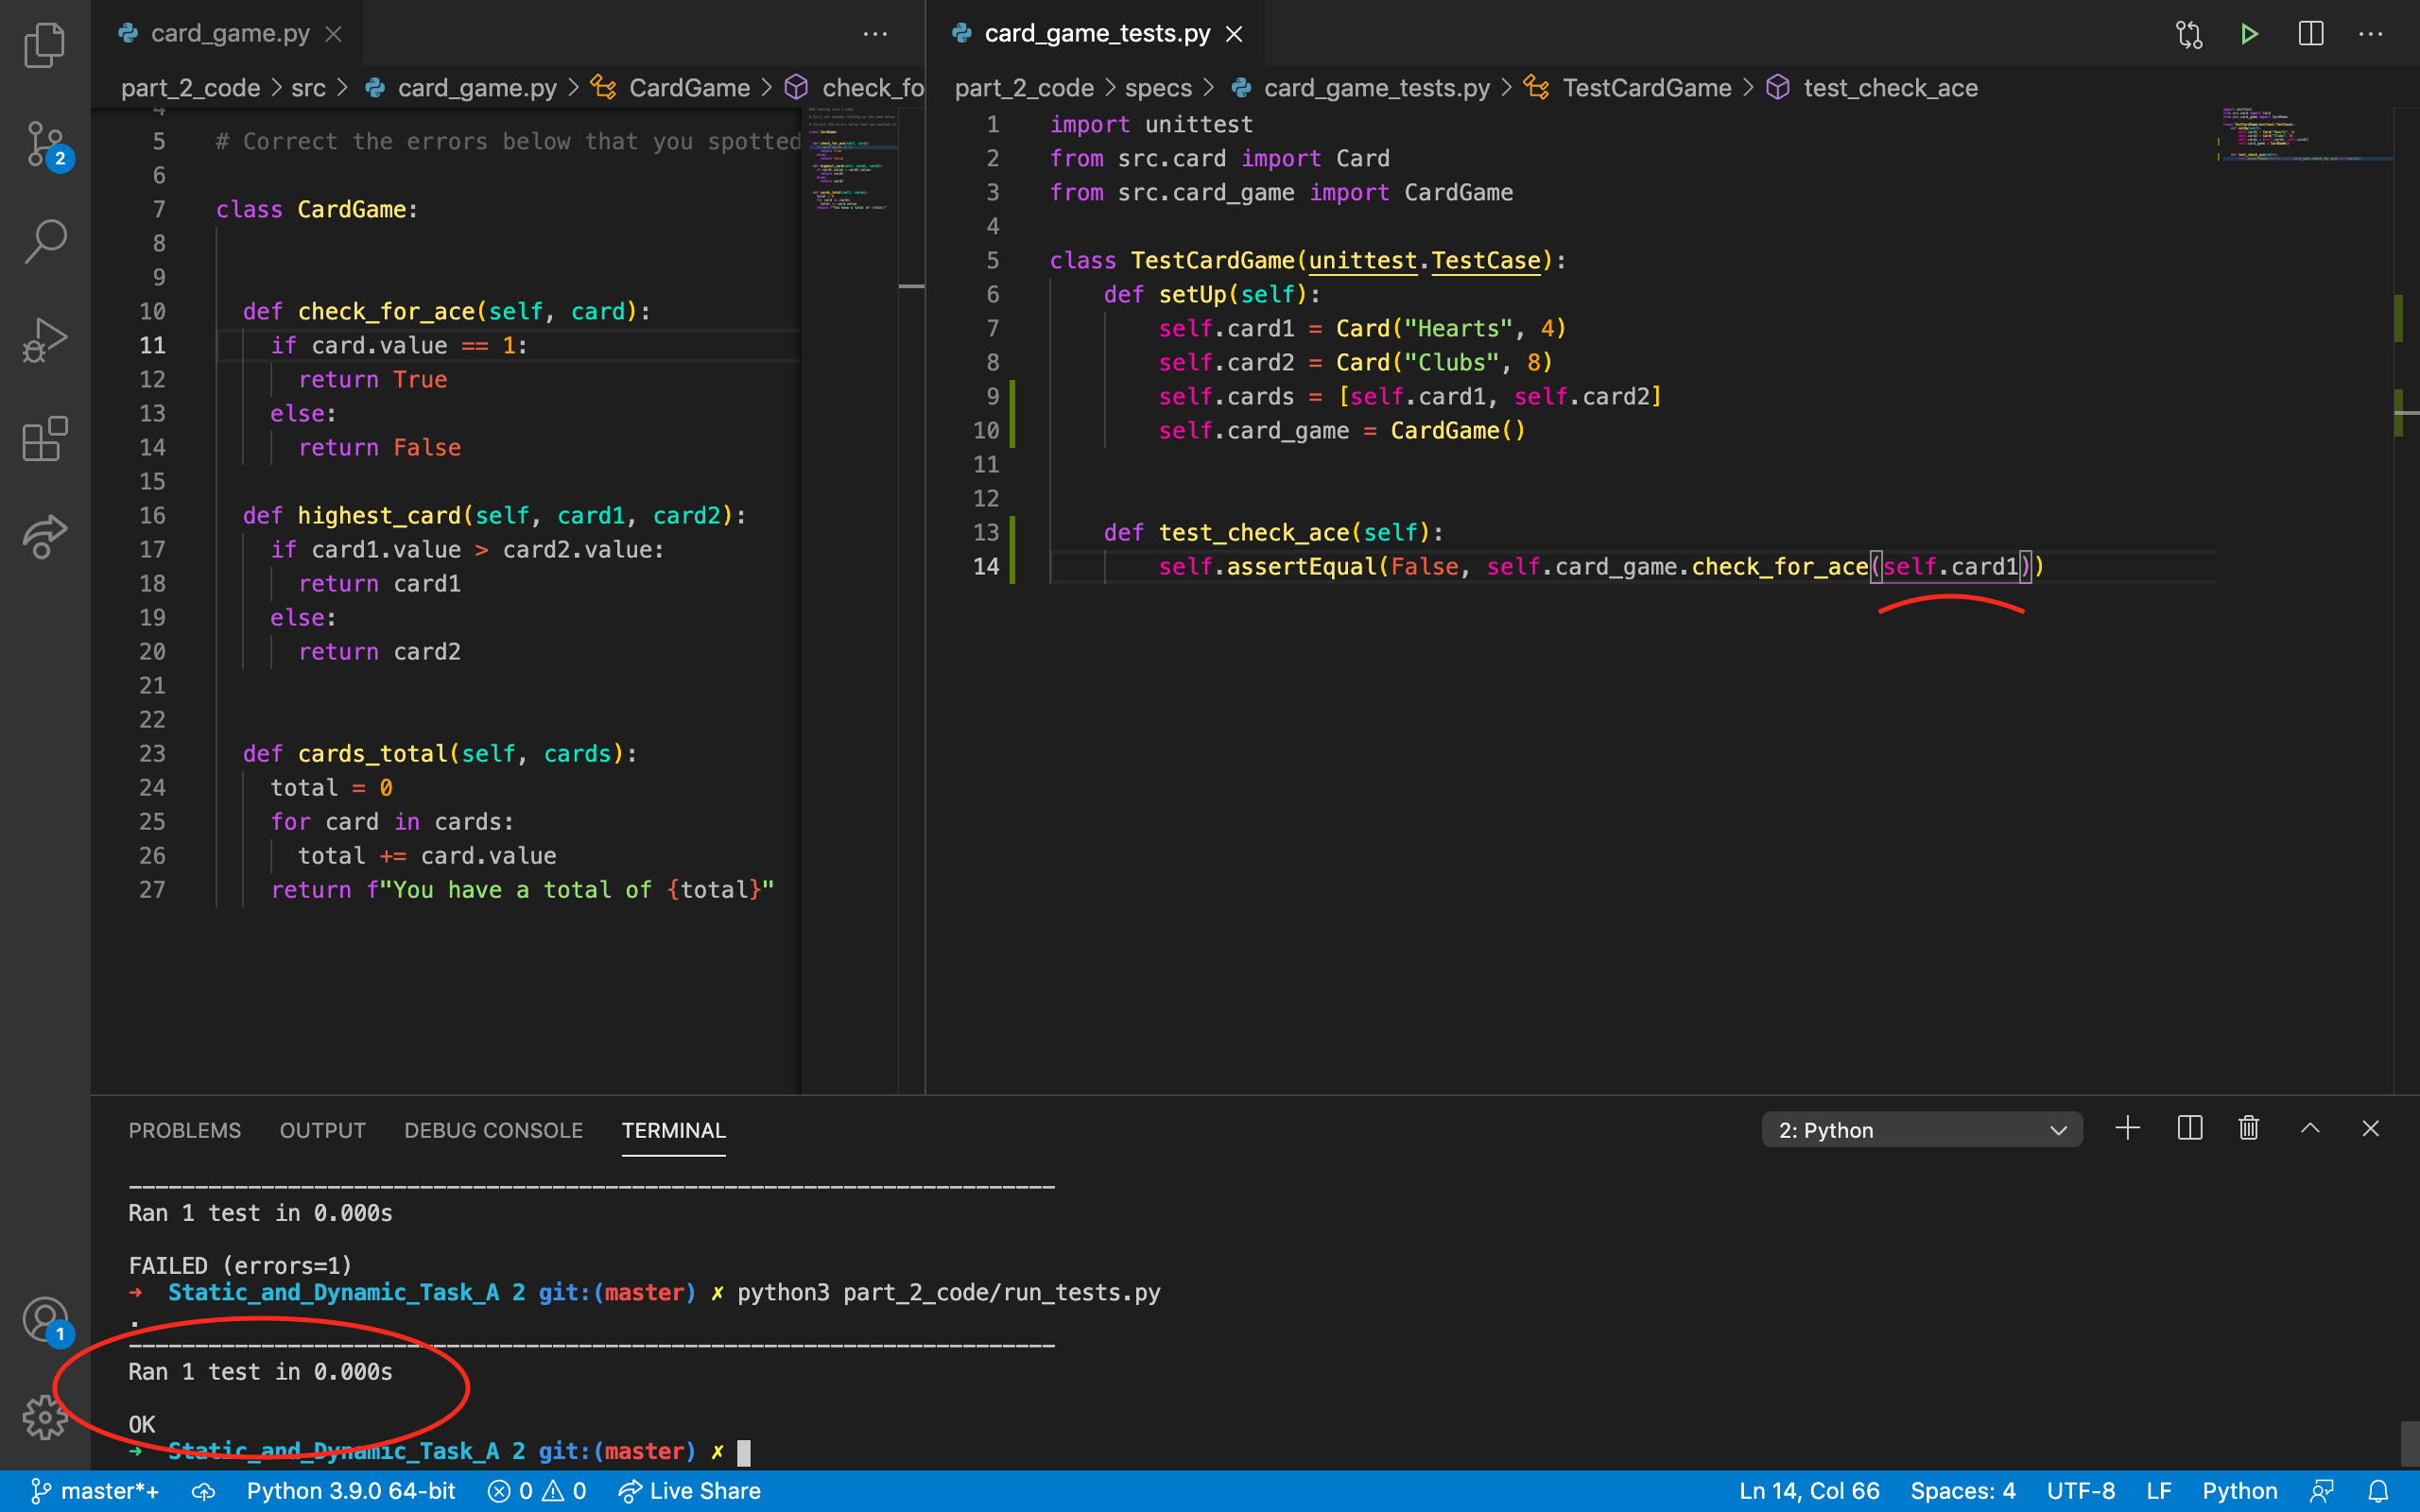 card_game.py
part_2_code > src > card_game.py > CardGame > check_fo
4
5 # Correct the errors below that you spotted
6
7 class CardGame:
8
9
10 def check_for_ace(self, card):
11 if card.value == 1:
12 return True
13 else:
14 return False
15
16 def highest_card(self, card1, card2):
17 if card1.value > card2.value:
18 return card1
19 else:
20 return card2
21
22
23 def cards_total(self, cards):
24 total = 0
25 for card in cards:
26 total += card.value
27 return f"You have a total of {total}"
card_game_tests.py
part_2_code > specs > card_game_tests.py > TestCardGame > test_check_ace
1 import unittest
2 from src.card import Card
3 from src.card_game import CardGame
4
5 class TestCardGame(unittest.TestCase):
6 def setUp(self):
7 self.card1 = Card("Hearts", 4)
8 self.card2 = Card("Clubs", 8)
9 self.cards = [self.card1, self.card2]
10 self.card_game = CardGame()
11
12
13 def test_check_ace(self):
14 self.assertEqual(False, self.card_game.check_for_ace(self.card1))
2
1
PROBLEMS OUTPUT DEBUG CONSOLE TERMINAL 2: Python
----------------------------------------------------------------------
Ran 1 test in 0.000s
FAILED (errors=1)
➜ Static_and_Dynamic_Task_A 2 git:(master) ✗ python3 part_2_code/run_tests.py
.
----------------------------------------------------------------------
Ran 1 test in 0.000s
OK
➜ Static_and_Dynamic_Task_A 2 git:(master) ✗
master*+ Python 3.9.0 64-bit 0 0 Live Share Ln 14, Col 66 Spaces: 4 UTF-8 LF Python